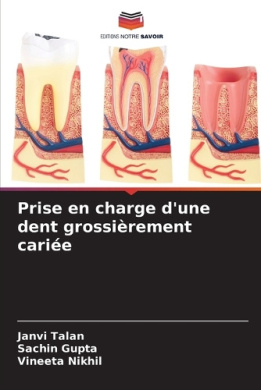 EDITIONS NOTRE SAVOIR
Prise en charge d'une
dent grossièrement
cariée
Janvi Talan
Sachin Gupta
Vineeta Nikhil